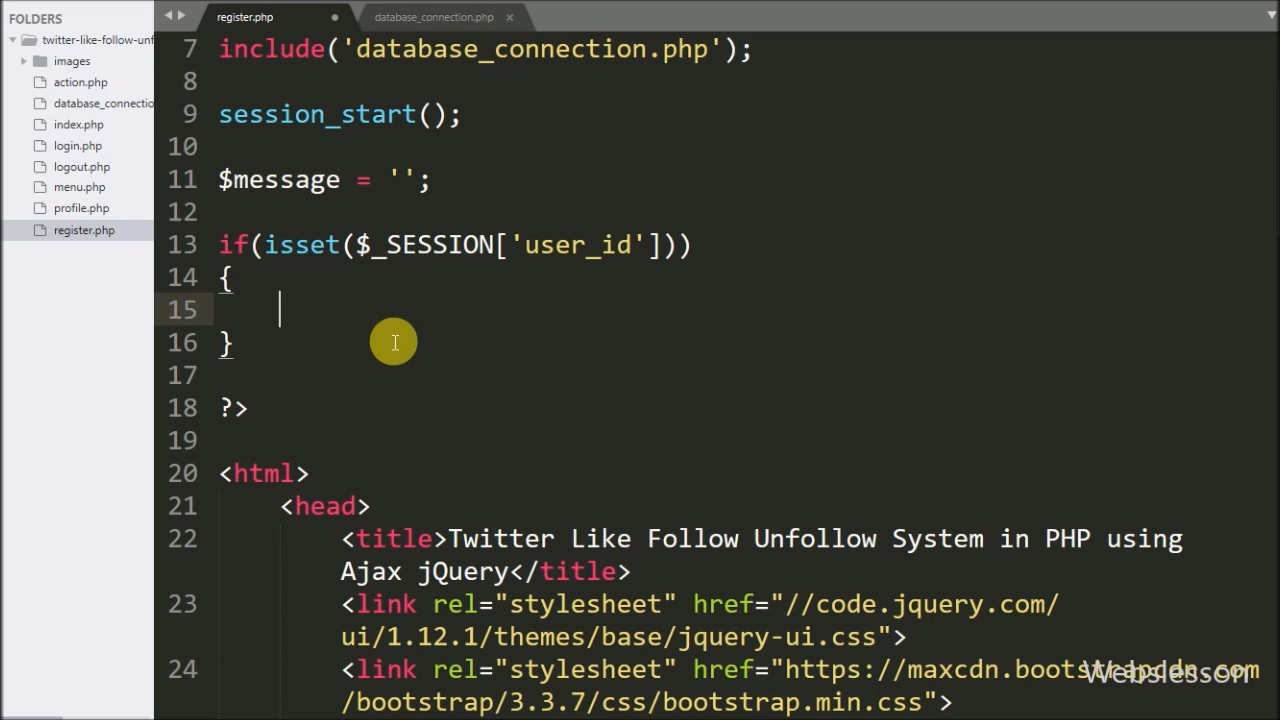 FOLDERS
twitter-like-follow-unf
images
action.php
database_connectio
index.php
login.php
logout.php
menu.php
profile.php
register.php
register.php
database_connection.php
7 include('database_connection.php');
8
9 session_start();
10
11 $message = '';
12
13 if(isset($_SESSION['user_id']))
14 {
15
16 }
17
18 ?>
19
20 <html>
21 <head>
22 <title>Twitter Like Follow Unfollow System in PHP using
Ajax jQuery</title>
23 <link rel="stylesheet" href="//code.jquery.com/
ui/1.12.1/themes/base/jquery-ui.css">
24 <link rel="stylesheet" href="https://maxcdn.bootstrapcdn.com
/bootstrap/3.3.7/css/bootstrap.min.css">
Webslesson